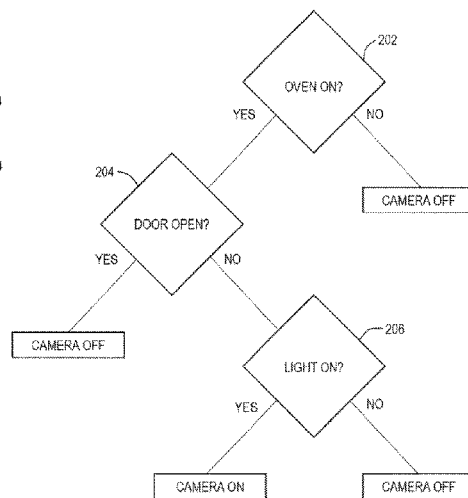 202
OVEN ON?
YES
NO
204
CAMERA OFF
DOOR OPEN?
YES
NO
206
CAMERA OFF
LIGHT ON?
YES
NO
CAMERA ON
CAMERA OFF